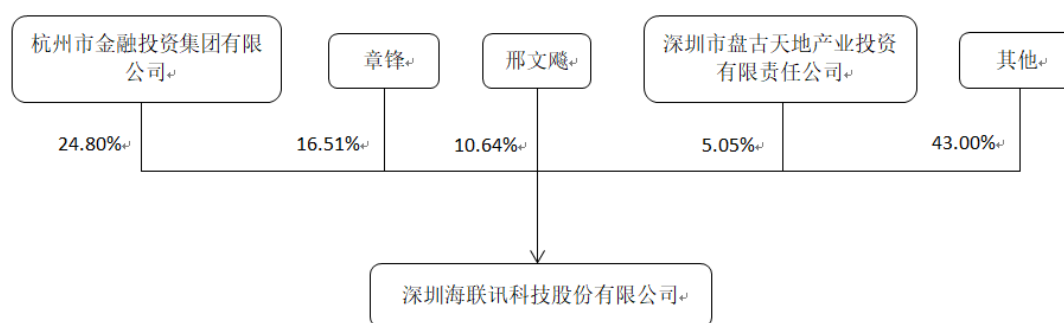 杭州市金融投资集团有限
公司
章锋
邢文飚
深圳市盘古天地产业投资
有限责任公司
其他
24.80%
16.51%
10.64%
5.05%
43.00%
深圳海联讯科技股份有限公司